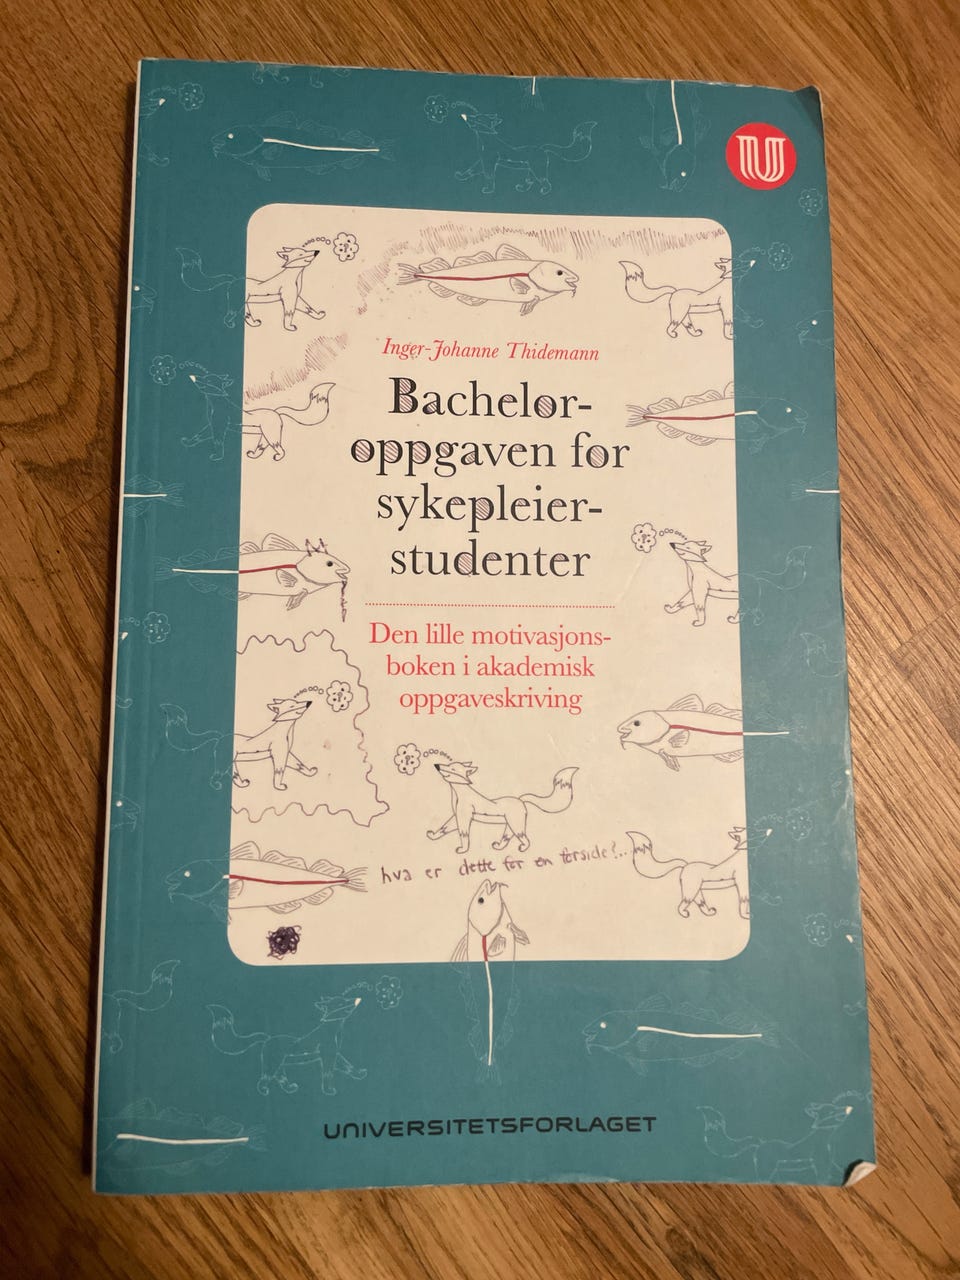 U
Inger-Johanne Thidemann
Bachelor-
oppgaven for
sykepleier-
studenter
Den lille motivasjons-
boken i akademisk
oppgaveskriving
hva er dette for en forside?..
UNIVERSITETSFORLAGET